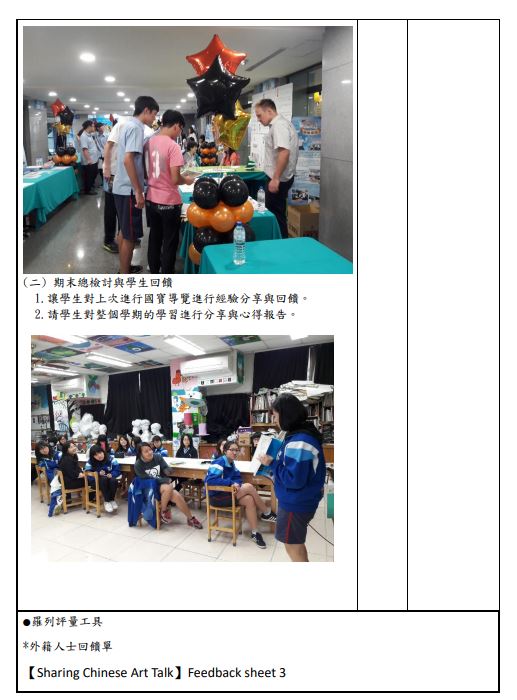 (二) 期末總檢討與學生回饋
1. 讓學生對上次進行國寶導覽進行經驗分享與回饋。
2. 請學生對整個學期的學習進行分享與心得報告。
●羅列評量工具
*外籍人士回饋單
【Sharing Chinese Art Talk】Feedback sheet 3